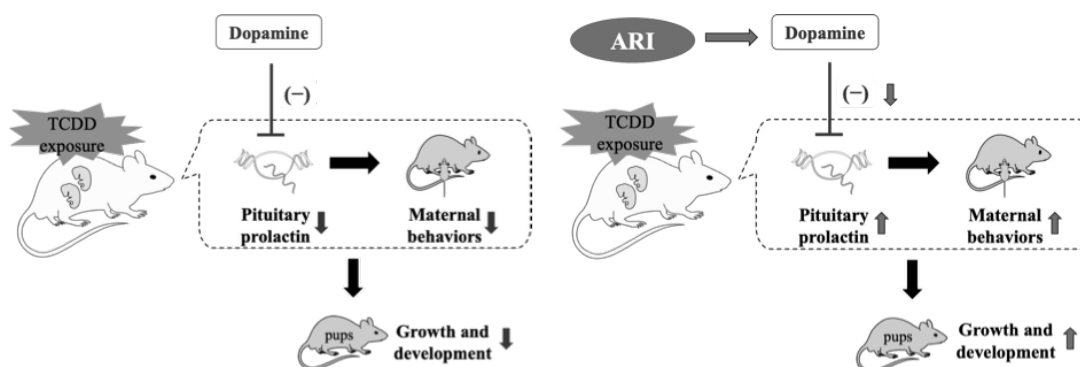 Dopamine
(−)
TCDD
exposure
Pituitary
prolactin
Maternal
behaviors
pups
Growth and
development
ARI
Dopamine
(−)
TCDD
exposure
Pituitary
prolactin
Maternal
behaviors
pups
Growth and
development